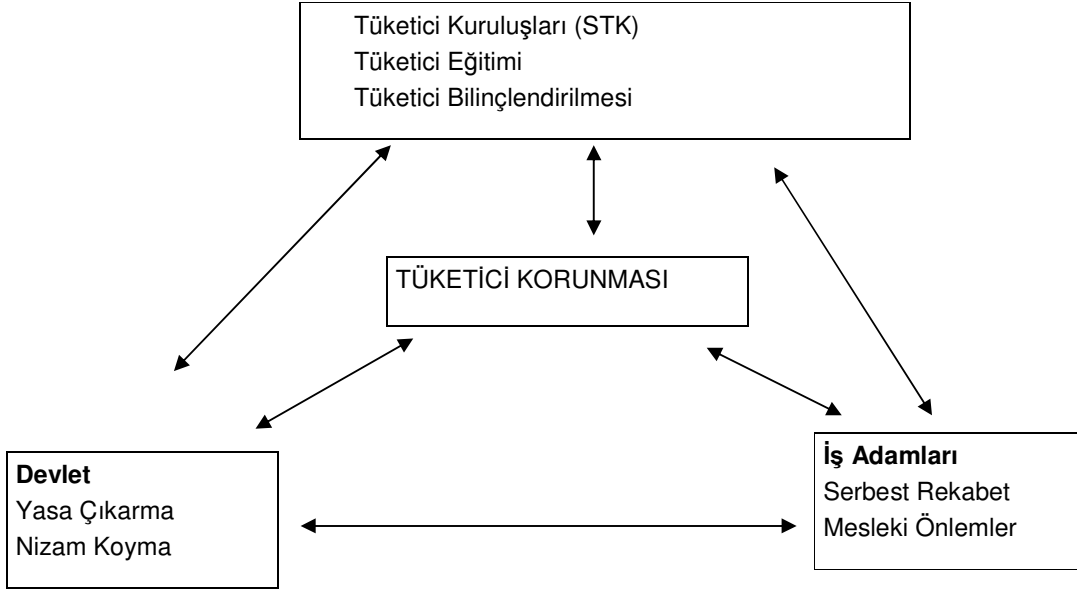 Tüketici Kuruluşları (STK)
Tüketici Eğitimi
Tüketici Bilinçlendirilmesi
TÜKETİCİ KORUNMASI
Devlet
Yasa Çıkarma
Nizam Koyma
İş Adamları
Serbest Rekabet
Mesleki Önlemler